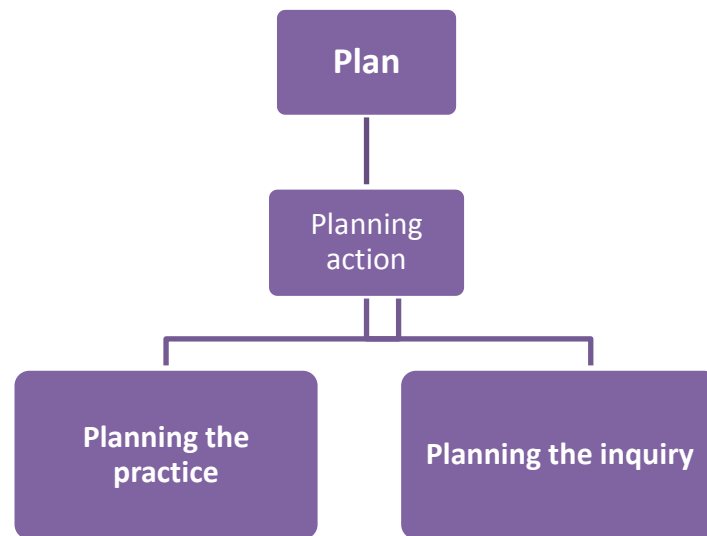 Plan
Planning
action
Planning the
practice
Planning the inquiry